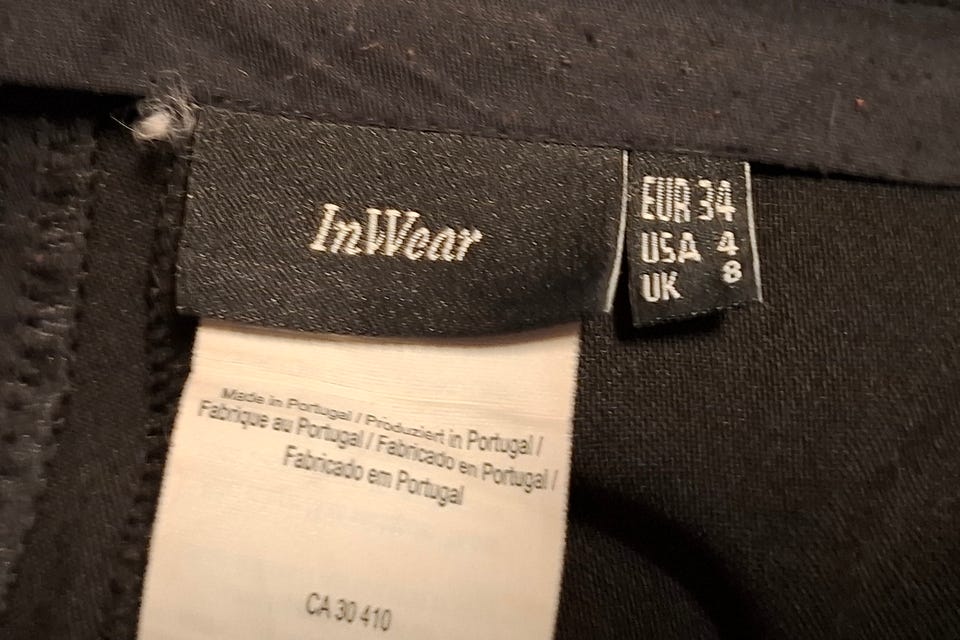 InWear
EUR 34
USA 4
UK 8
Made in Portugal / Produziert in Portugal /
Fabrique au Portugal / Fabricado en Portugal /
Fabricado em Portugal
CA 30 410